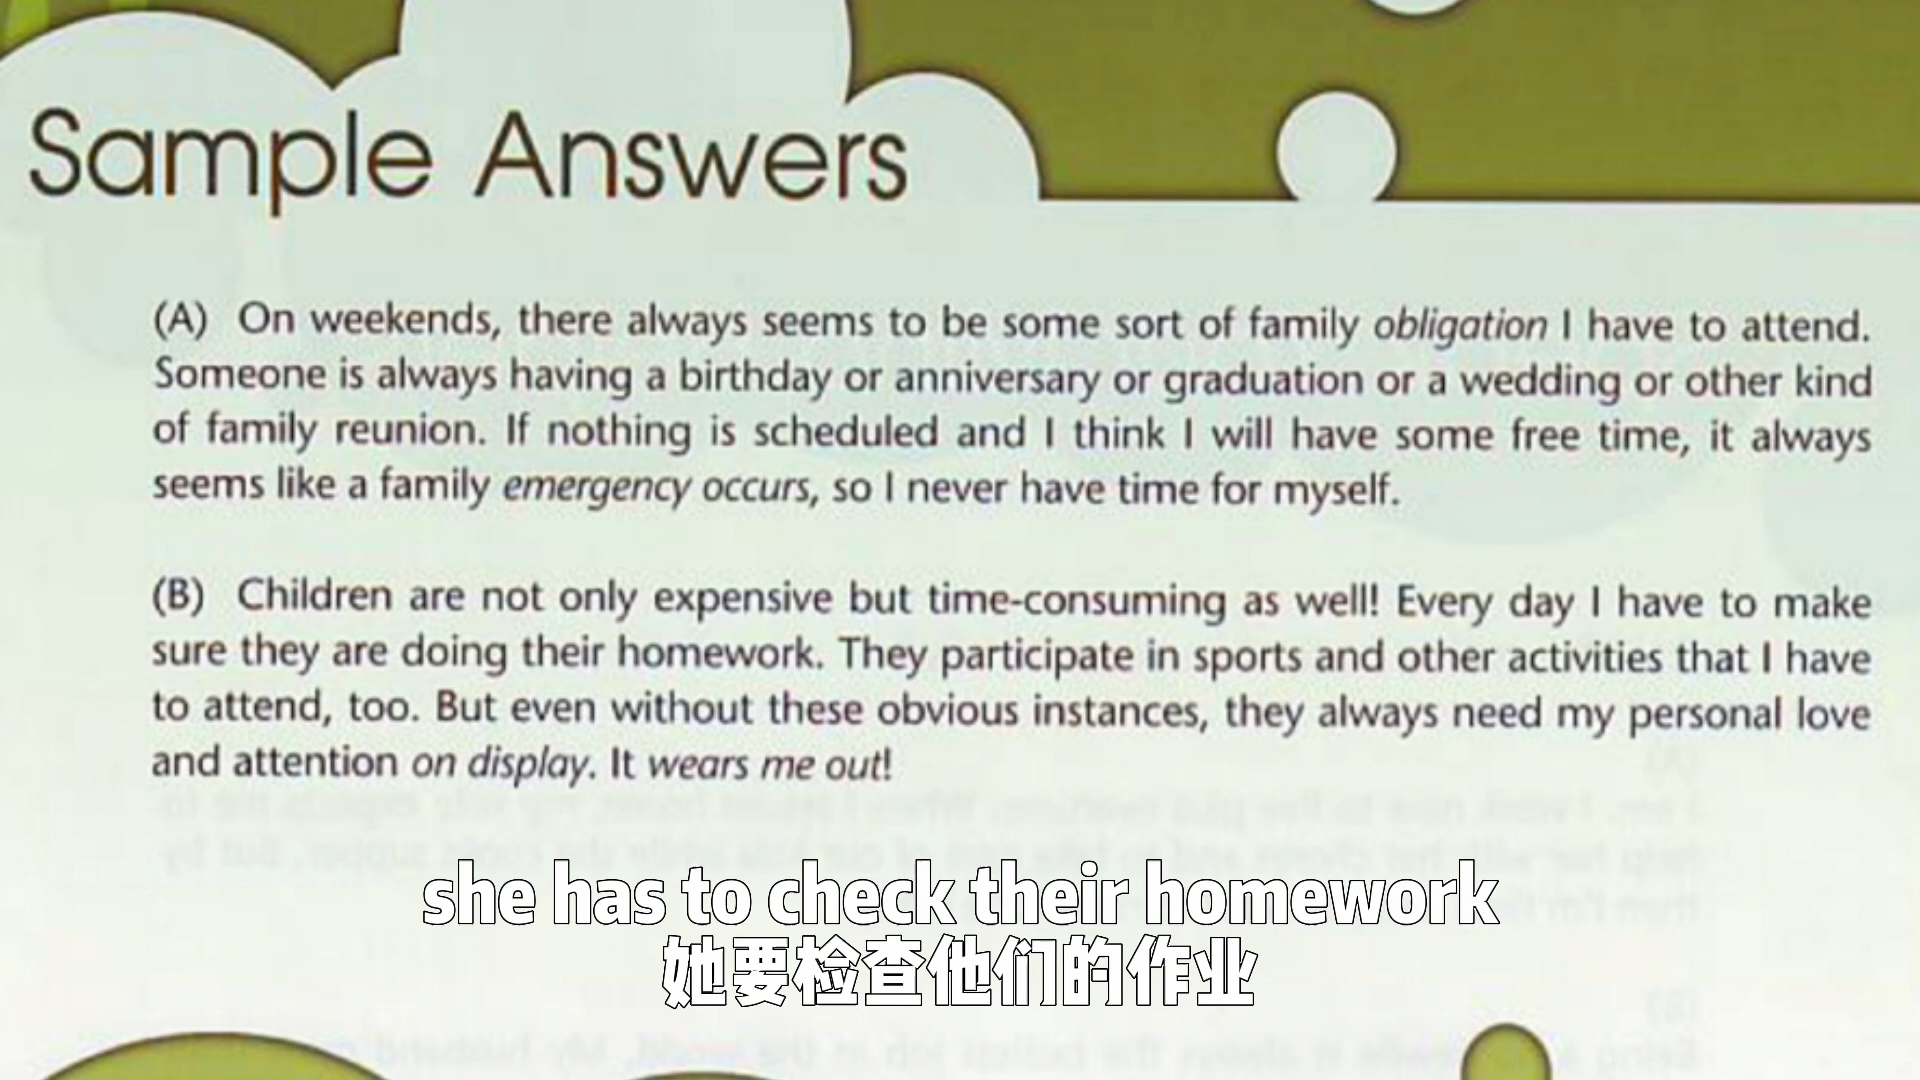 Sample Answers
(A) On weekends, there always seems to be some sort of family obligation I have to attend.
Someone is always having a birthday or anniversary or graduation or a wedding or other kind
of family reunion. If nothing is scheduled and I think I will have some free time, it always
seems like a family emergency occurs, so I never have time for myself.
(B) Children are not only expensive but time-consuming as well! Every day I have to make
sure they are doing their homework. They participate in sports and other activities that I have
to attend, too. But even without these obvious instances, they always need my personal love
and attention on display. It wears me out!
she has to check their homework
她要检查他们的作业